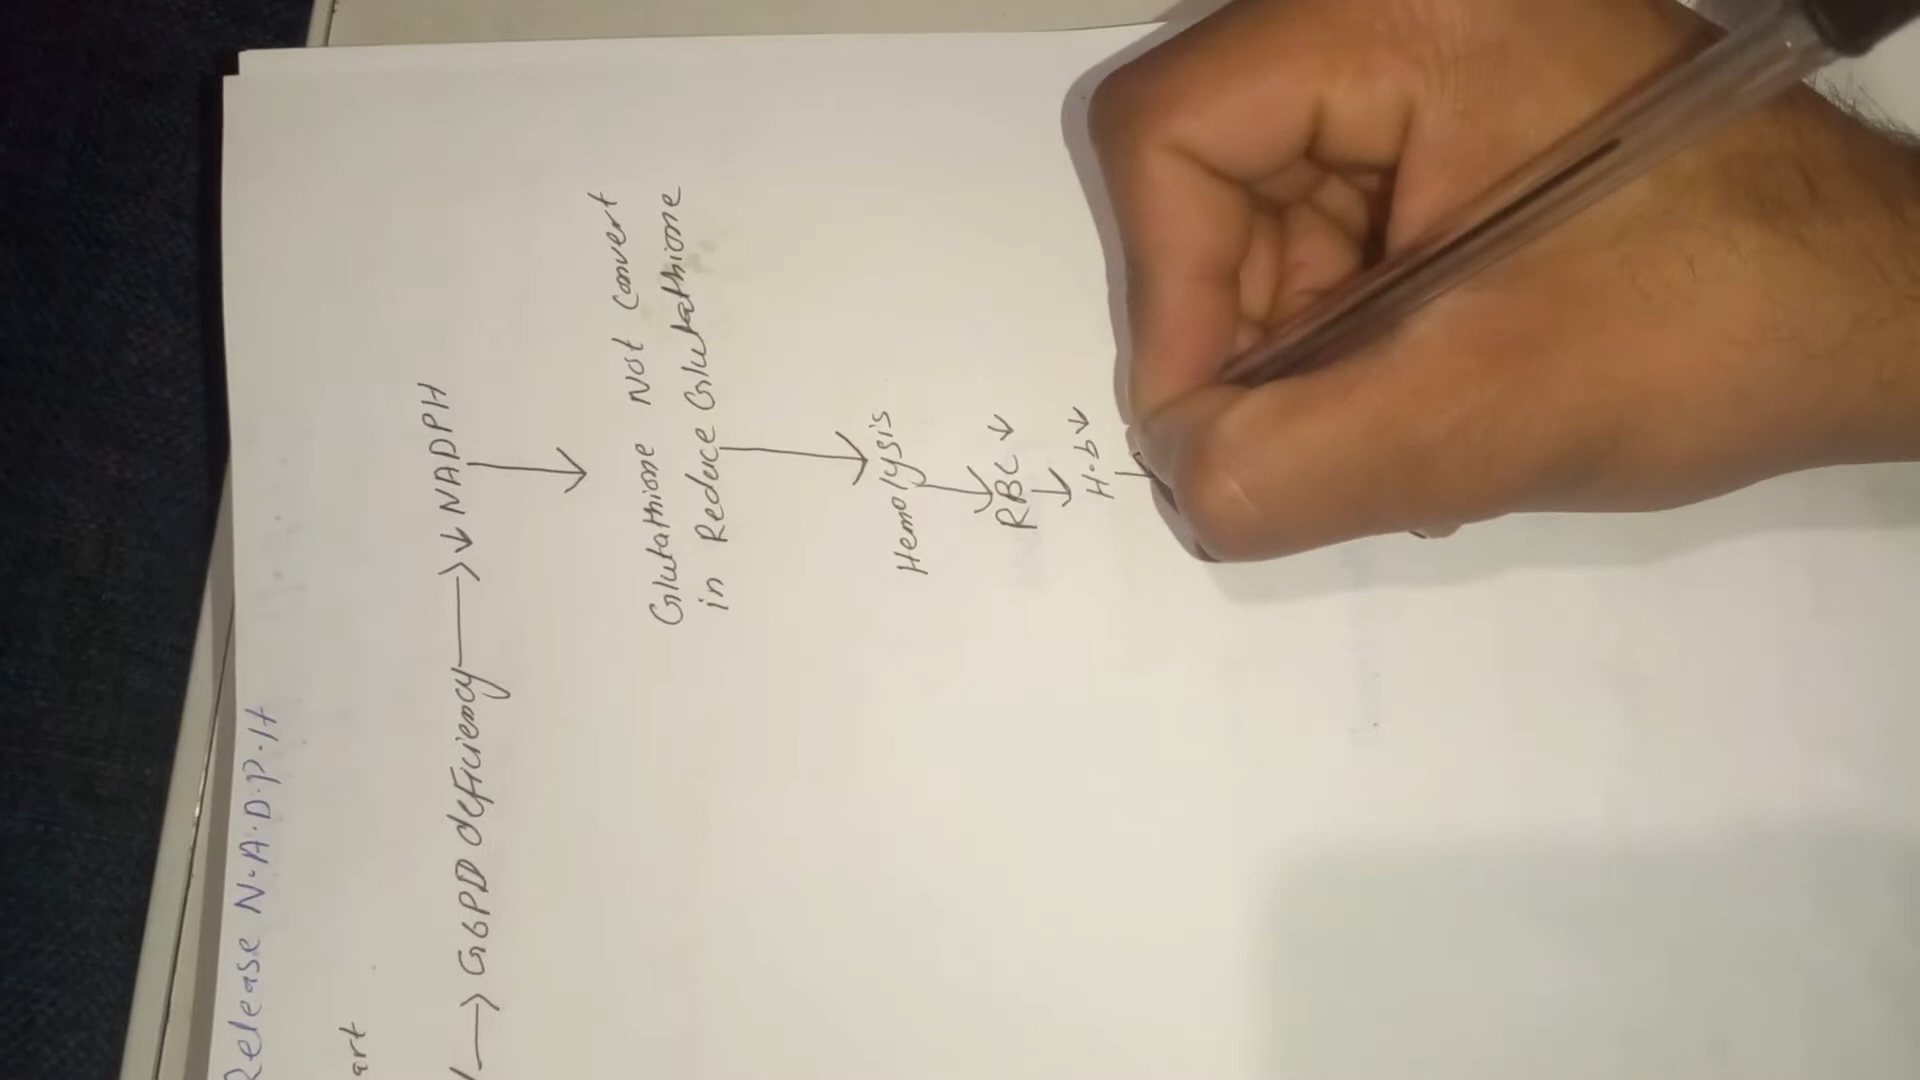 Release N.A.D.P.H
art
→ G6PD deficiency → ↓ NADPH
↓
Glutathione Not Convert
in Reduce Glutathione
↓
Hemolysis
↓
RBC ↓
↓
H.b ↓